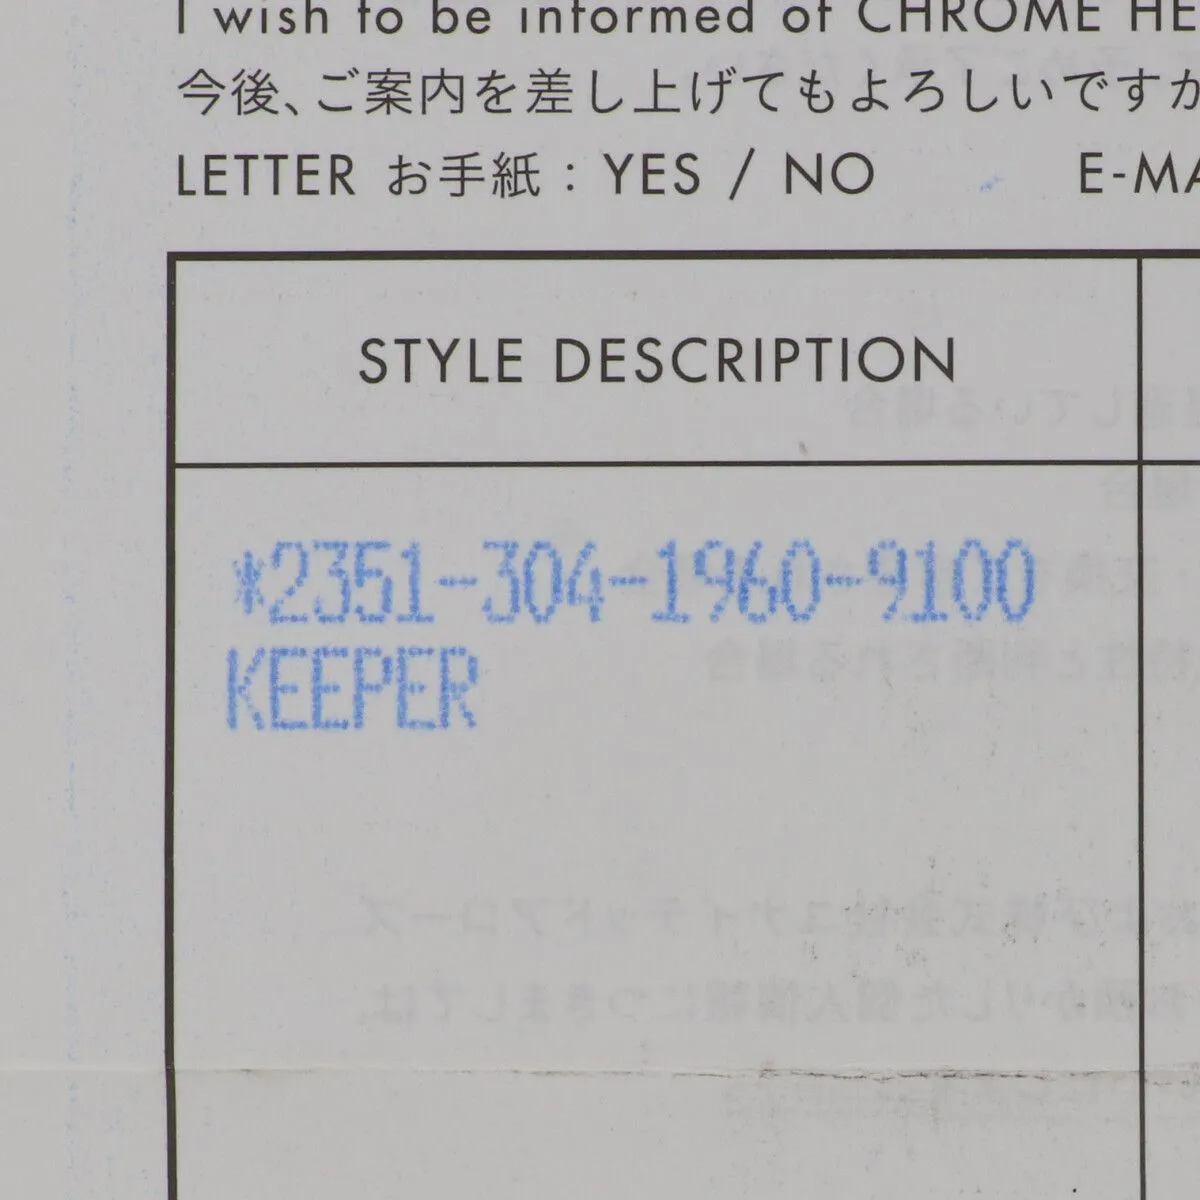 I wish to be informed of CHROME HE
今後、ご案内を差し上げてもよろしいですか
LETTER お手紙 : YES / NO E-MA
STYLE DESCRIPTION
*2351-304-1960-9100
KEEPER